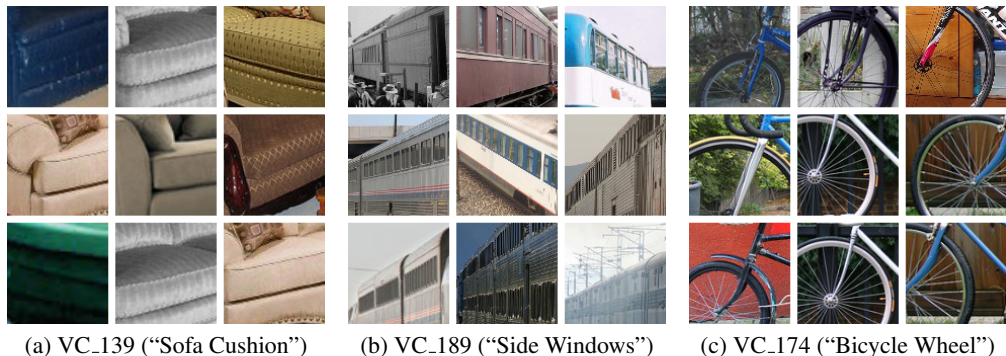 (a) VC_139 (“Sofa Cushion”)
(b) VC_189 (“Side Windows”)
(c) VC_174 (“Bicycle Wheel”)